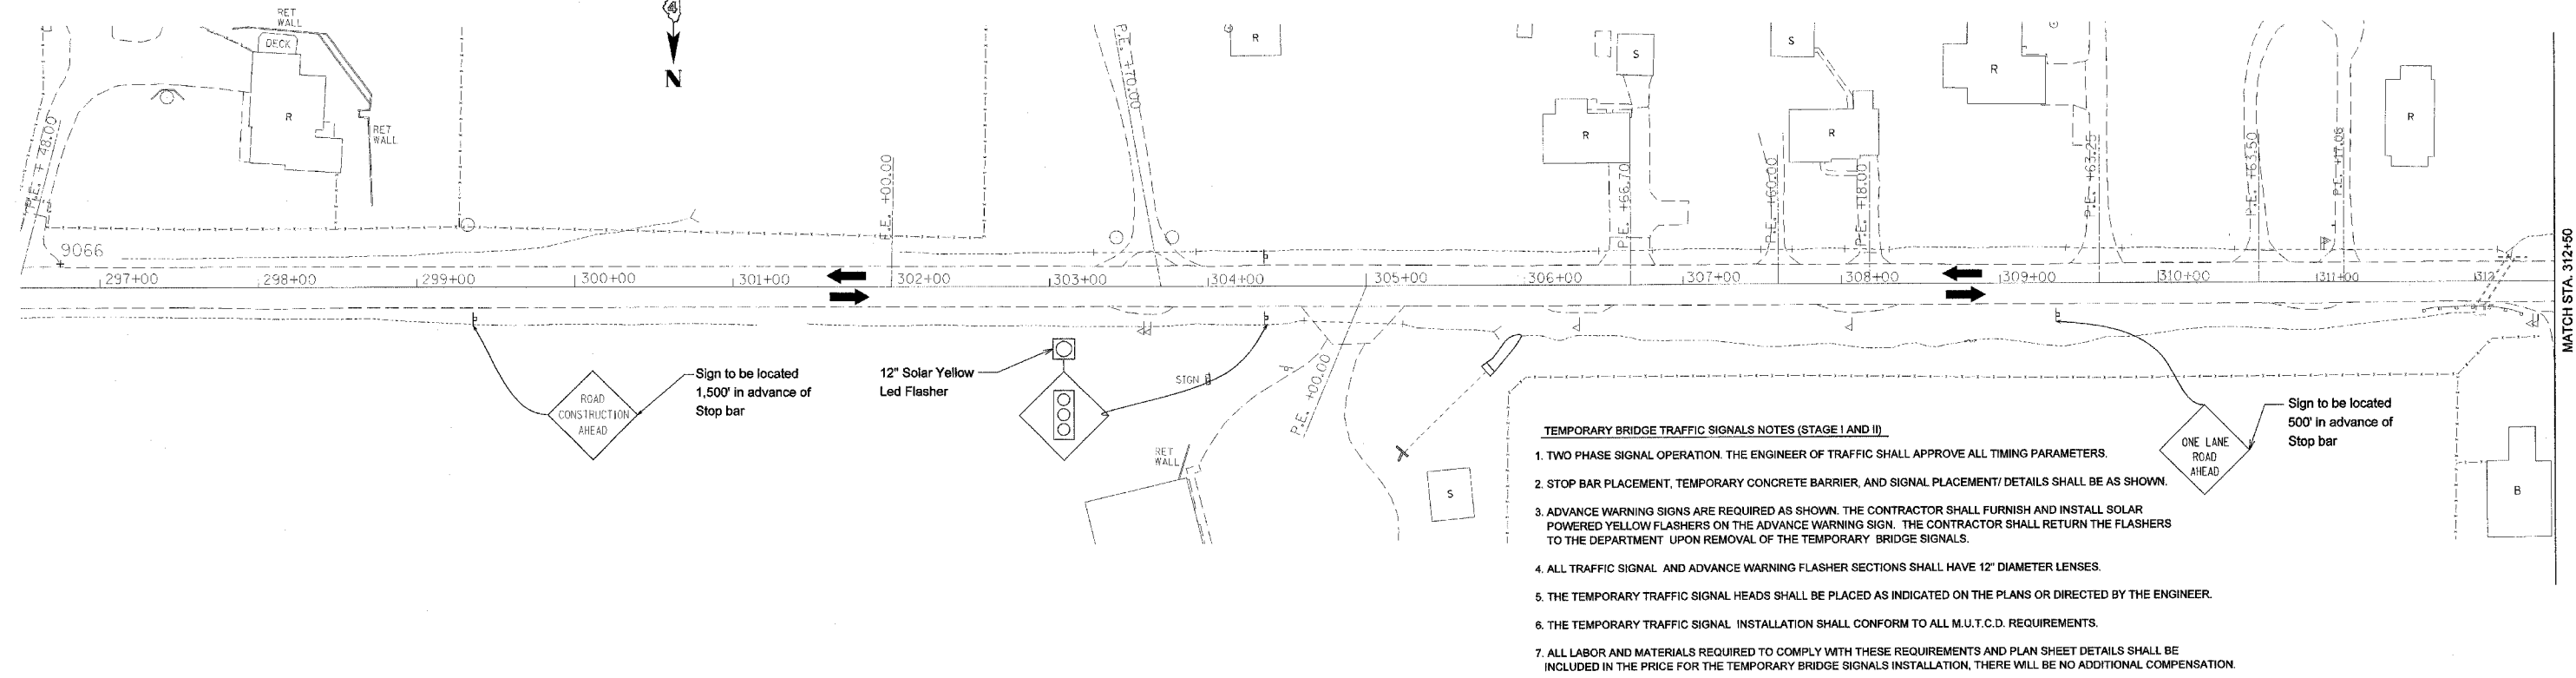 4
N
RET
WALL
DECK
R
RET
WALL
P.E. + 48.00
9066
P.E. +00.00
P.E. +70.00
R
S
R
P.E. +66.70
S
R
P.E. +60.00
P.E. +18.00
R
P.E. +63.25
P.E. +63.50
P.E. +17.06
R
297+00
298+00
299+00
300+00
301+00
302+00
303+00
304+00
305+00
306+00
307+00
308+00
309+00
310+00
311+00
312
MATCH STA. 312+50
ROAD
CONSTRUCTION
AHEAD
Sign to be located
1,500' in advance of
Stop bar
12" Solar Yellow
Led Flasher
SIGN
P.E. +00.00
RET
WALL
S
ONE LANE
ROAD
AHEAD
Sign to be located
500' in advance of
Stop bar
B
TEMPORARY BRIDGE TRAFFIC SIGNALS NOTES (STAGE I AND II)
1. TWO PHASE SIGNAL OPERATION. THE ENGINEER OF TRAFFIC SHALL APPROVE ALL TIMING PARAMETERS.
2. STOP BAR PLACEMENT, TEMPORARY CONCRETE BARRIER, AND SIGNAL PLACEMENT/ DETAILS SHALL BE AS SHOWN.
3. ADVANCE WARNING SIGNS ARE REQUIRED AS SHOWN. THE CONTRACTOR SHALL FURNISH AND INSTALL SOLAR
POWERED YELLOW FLASHERS ON THE ADVANCE WARNING SIGN. THE CONTRACTOR SHALL RETURN THE FLASHERS
TO THE DEPARTMENT UPON REMOVAL OF THE TEMPORARY BRIDGE SIGNALS.
4. ALL TRAFFIC SIGNAL AND ADVANCE WARNING FLASHER SECTIONS SHALL HAVE 12" DIAMETER LENSES.
5. THE TEMPORARY TRAFFIC SIGNAL HEADS SHALL BE PLACED AS INDICATED ON THE PLANS OR DIRECTED BY THE ENGINEER.
6. THE TEMPORARY TRAFFIC SIGNAL INSTALLATION SHALL CONFORM TO ALL M.U.T.C.D. REQUIREMENTS.
7. ALL LABOR AND MATERIALS REQUIRED TO COMPLY WITH THESE REQUIREMENTS AND PLAN SHEET DETAILS SHALL BE
INCLUDED IN THE PRICE FOR THE TEMPORARY BRIDGE SIGNALS INSTALLATION, THERE WILL BE NO ADDITIONAL COMPENSATION.